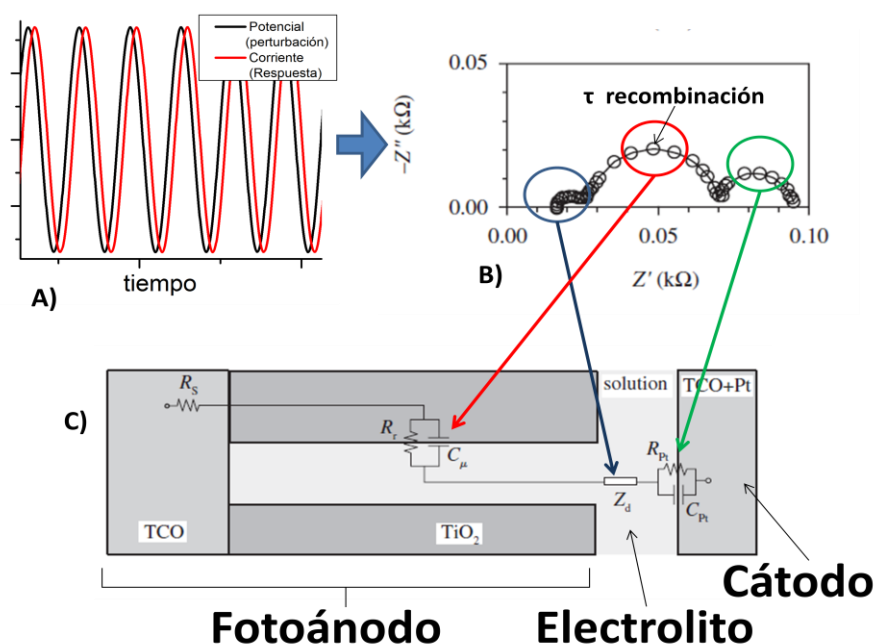 Potencial
(perturbación)
Corriente
(Respuesta)
tiempo
A)
0.05
0.00
−Z″ (kΩ)
τ recombinación
0.00
0.05
0.10
Z′ (kΩ)
B)
C)
R_S
R_r
C_μ
solution
TCO+Pt
R_Pt
Z_d
C_Pt
TCO
TiO₂
Fotoánodo
Electrolito
Cátodo